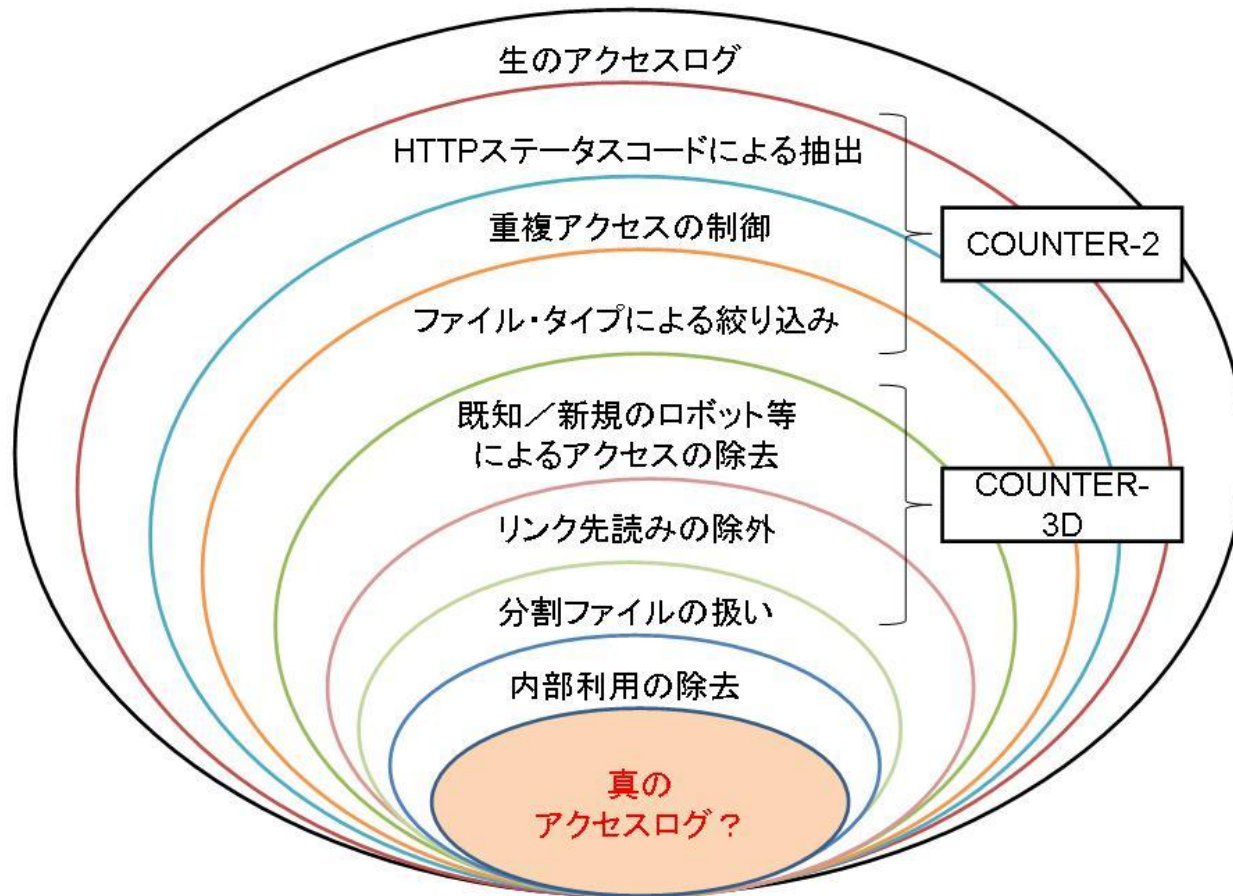 生のアクセスログ
HTTPステータスコードによる抽出
重複アクセスの制御
COUNTER-2
ファイル・タイプによる絞り込み
既知／新規のロボット等
によるアクセスの除去
COUNTER-
3D
リンク先読みの除外
分割ファイルの扱い
内部利用の除去
真の
アクセスログ？